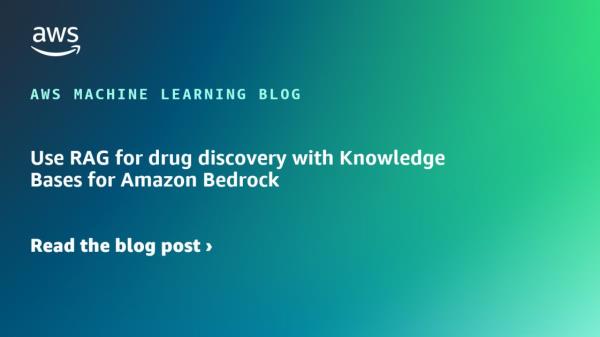 aws
AWS MACHINE LEARNING BLOG
Use RAG for drug discovery with Knowledge
Bases for Amazon Bedrock
Read the blog post ›